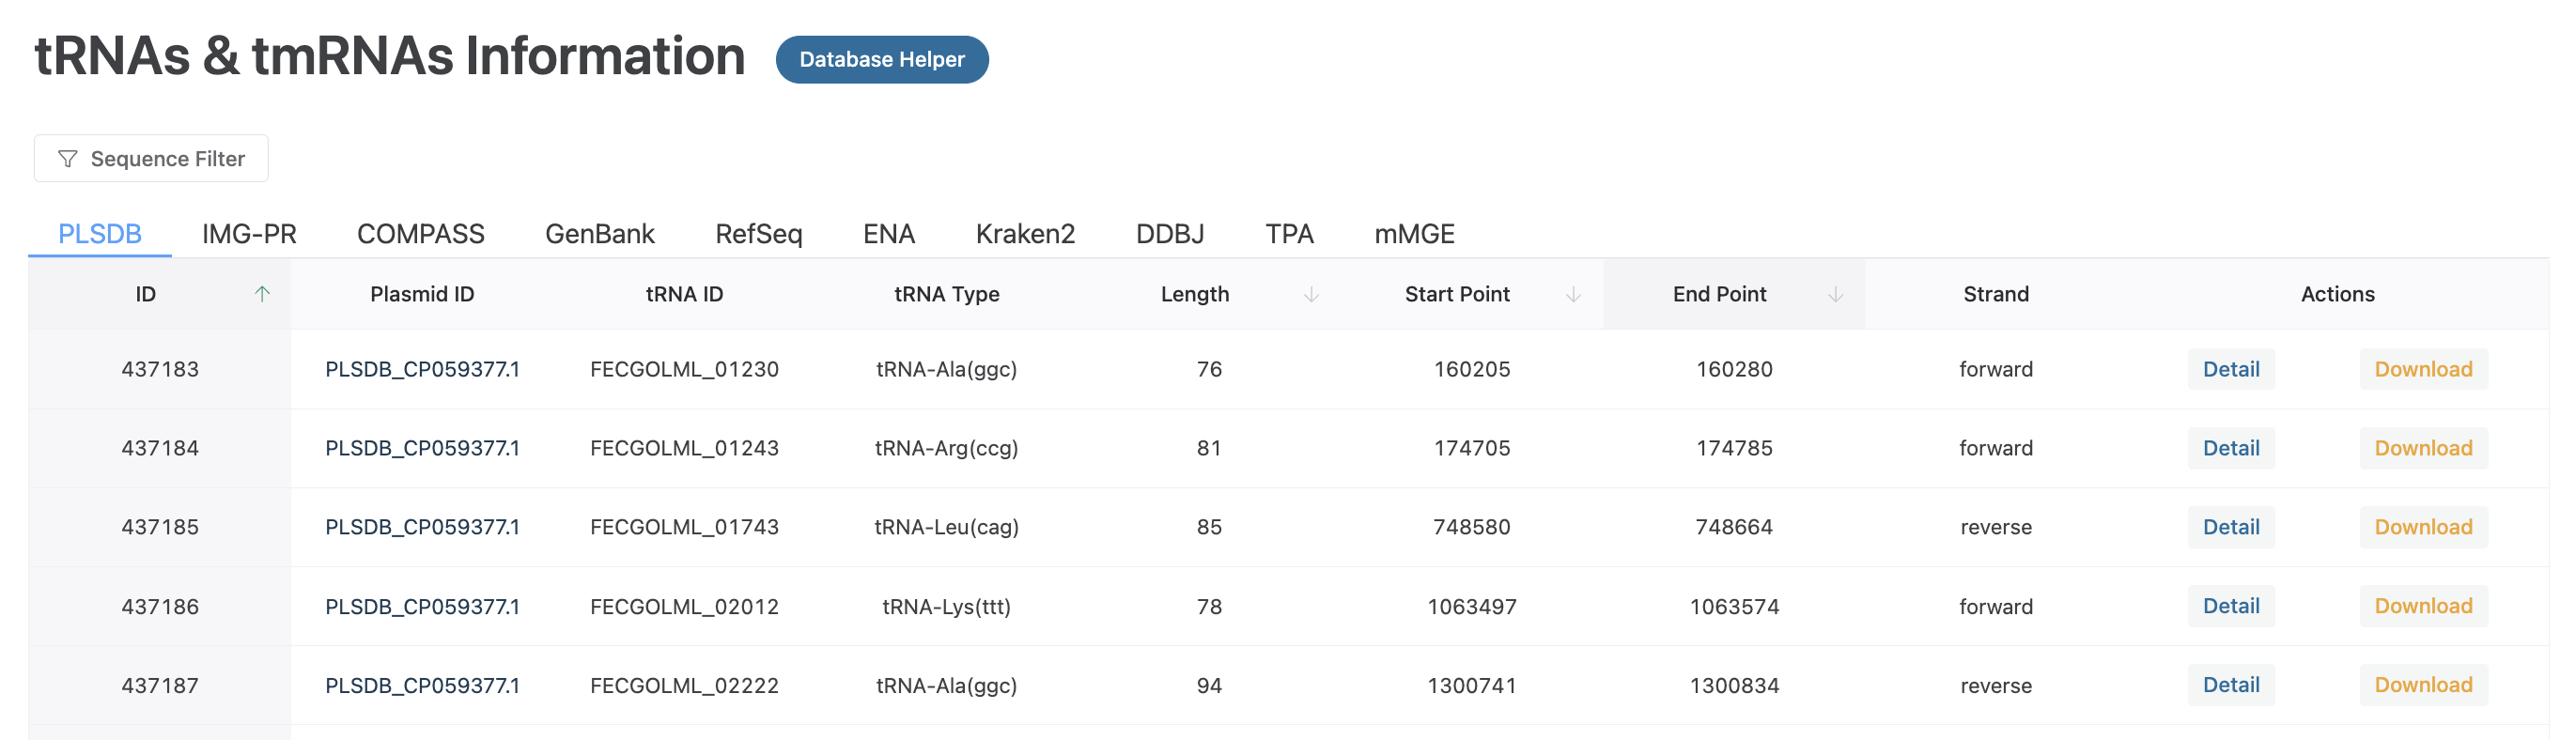 tRNAs & tmRNAs Information Database Helper
Sequence Filter
PLSDB IMG-PR COMPASS GenBank RefSeq ENA Kraken2 DDBJ TPA mMGE
ID Plasmid ID tRNA ID tRNA Type Length Start Point End Point Strand Actions
437183 PLSDB_CP059377.1 FECGOLML_01230 tRNA-Ala(ggc) 76 160205 160280 forward Detail Download
437184 PLSDB_CP059377.1 FECGOLML_01243 tRNA-Arg(ccg) 81 174705 174785 forward Detail Download
437185 PLSDB_CP059377.1 FECGOLML_01743 tRNA-Leu(cag) 85 748580 748664 reverse Detail Download
437186 PLSDB_CP059377.1 FECGOLML_02012 tRNA-Lys(ttt) 78 1063497 1063574 forward Detail Download
437187 PLSDB_CP059377.1 FECGOLML_02222 tRNA-Ala(ggc) 94 1300741 1300834 reverse Detail Download